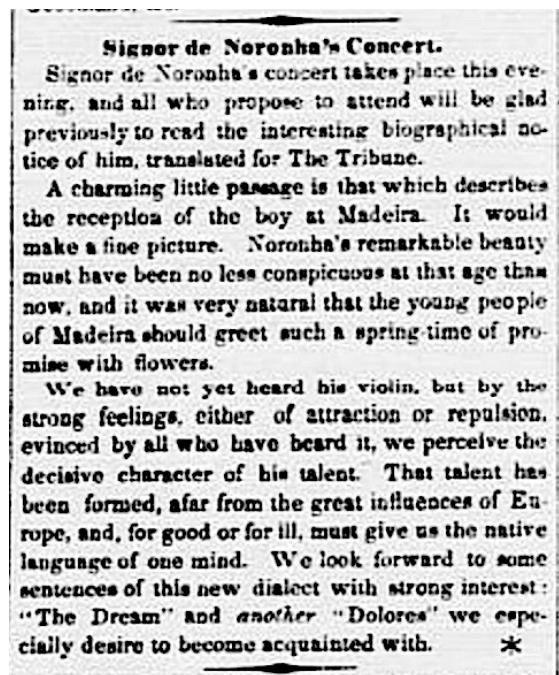 Signor de Noronha's Concert.
Signor de Noronha's concert takes place this eve-
ning, and all who propose to attend will be glad
previously to read the interesting biographical no-
tice of him, translated for The Tribune.
A charming little passage is that which describes
the reception of the boy at Madeira. It would
make a fine picture. Noronha's remarkable beauty
must have been no less conspicuous at that age than
now, and it was very natural that the young people
of Madeira should greet such a spring-time of pro-
mise with flowers.
We have not yet heard his violin, but by the
strong feelings, either of attraction or repulsion,
evinced by all who have heard it, we perceive the
decisive character of his talent. That talent has
been formed, afar from the great influences of Eu-
rope, and, for good or for ill, must give us the native
language of one mind. We look forward to some
sentences of this new dialect with strong interest:
"The Dream" and another "Dolores" we espe-
cially desire to become acquainted with. *